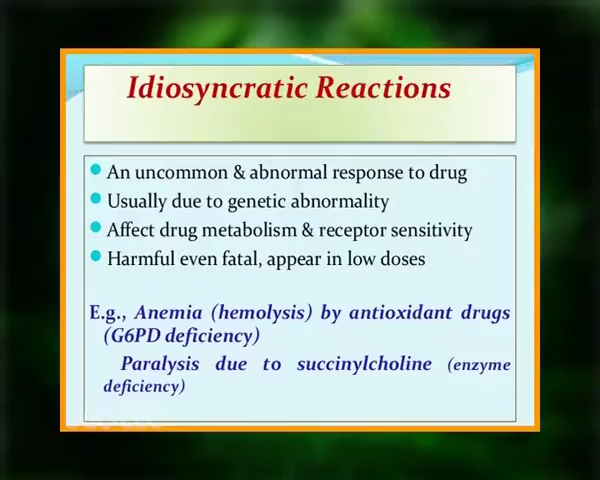 Idiosyncratic Reactions
An uncommon & abnormal response to drug
Usually due to genetic abnormality
Affect drug metabolism & receptor sensitivity
Harmful even fatal, appear in low doses
E.g., Anemia (hemolysis) by antioxidant drugs
(G6PD deficiency)
Paralysis due to succinylcholine (enzyme
deficiency)